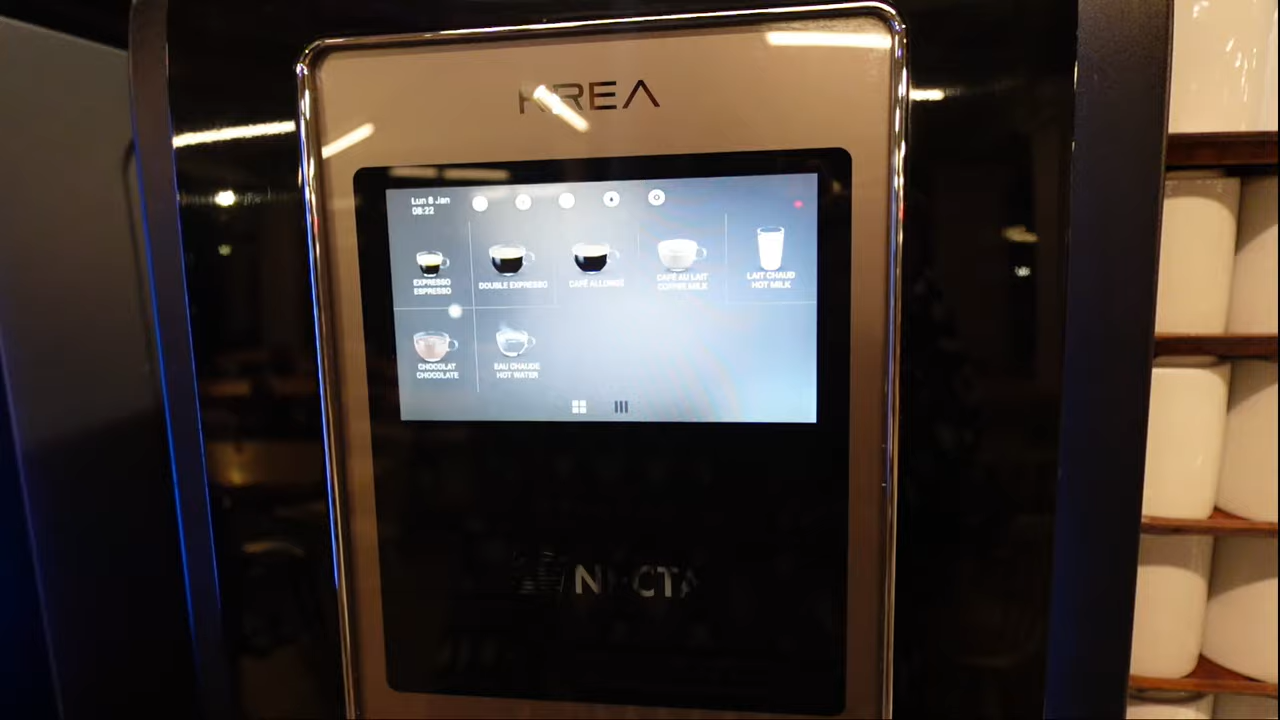 KREA
Lun 8 Jan
08:22
EXPRESSO
ESPRESSO
DOUBLE EXPRESSO
CAFÉ ALLONGÉ
CAFÉ AU LAIT
COFFEE MILK
LAIT CHAUD
HOT MILK
CHOCOLAT
CHOCOLATE
EAU CHAUDE
HOT WATER
NECTA